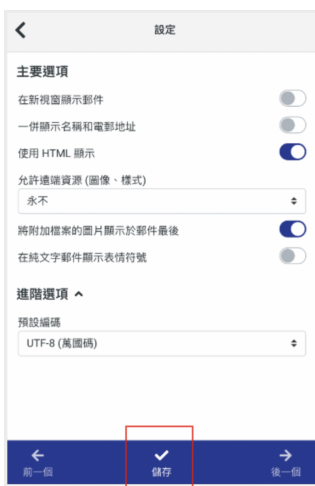 設定
主要選項
在新視窗顯示郵件
一併顯示名稱和電郵地址
使用 HTML 顯示
允許遠端資源 (圖像、樣式)
永不
將附加檔案的圖片顯示於郵件最後
在純文字郵件顯示表情符號
進階選項
預設編碼
UTF-8 (萬國碼)
前一個 儲存 後一個